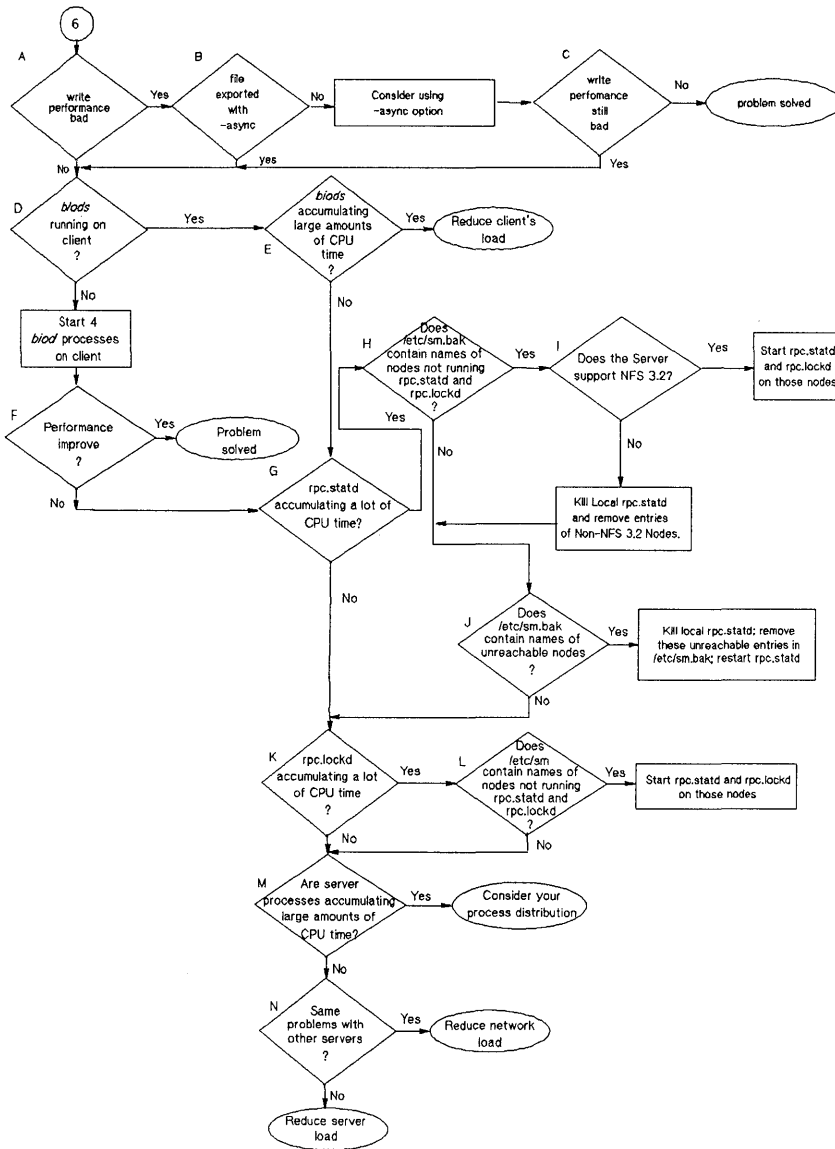 6
A
write
performance
bad
Yes
B
file
exported
with
-async
No
Consider using
-async option
C
write
perfomance
still
bad
No
problem solved
No
yes
Yes
D
biods
running on
client
?
Yes
E
biods
accumulating
large amounts
of CPU
time
?
Yes
Reduce client's
load
No
Start 4
biod processes
on client
No
F
Performance
improve
?
Yes
Problem
solved
No
G
rpc.statd
accumulating a lot of
CPU time?
Yes
H
Does
/etc/sm.bak
contain names of
nodes not running
rpc.statd and
rpc.lockd
?
Yes
I
Does the Server
support NFS 3.2?
Yes
Start rpc.statd
and rpc.lockd
on those nodes
No
No
Kill Local rpc.statd
and remove entries
of Non-NFS 3.2 Nodes.
No
J
Does
/etc/sm.bak
contain names of
unreachable nodes
?
Yes
Kill local rpc.statd; remove
these unreachable entries in
/etc/sm.bak; restart rpc.statd
No
K
rpc.lockd
accumulating a lot
of CPU time
?
Yes
L
Does
/etc/sm
contain names of
nodes not running
rpc.statd and
rpc.lockd
?
Yes
Start rpc.statd and rpc.lockd
on those nodes
No
No
M
Are server
processes accumulating
large amounts of
CPU time?
Yes
Consider your
process distribution
No
N
Same
problems with
other servers
?
Yes
Reduce network
load
No
Reduce server
load